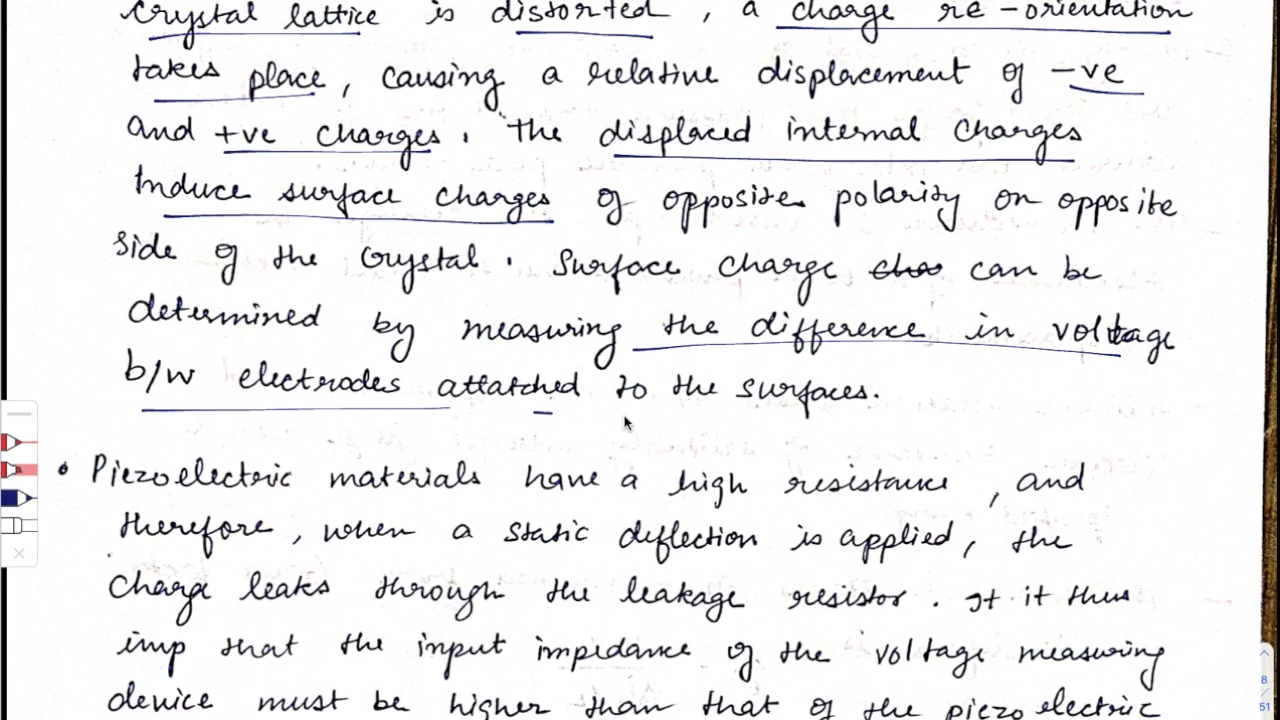 crystal lattice is distorted, a charge re-orientation
takes place, causing a relative displacement of -ve
and +ve charges. The displaced internal charges
Induce surface charges of opposite polarity on opposite
side of the crystal. Surface charge can be
determined by measuring the difference in voltage
b/w electrodes attatched to the surfaces.
• Piezoelectric materials have a high resistance, and
therefore, when a static deflection is applied, the
charge leaks through the leakage resistor. It it thus
imp that the input impedance of the voltage measuring
device must be higher than that of the piezoelectric
8
51